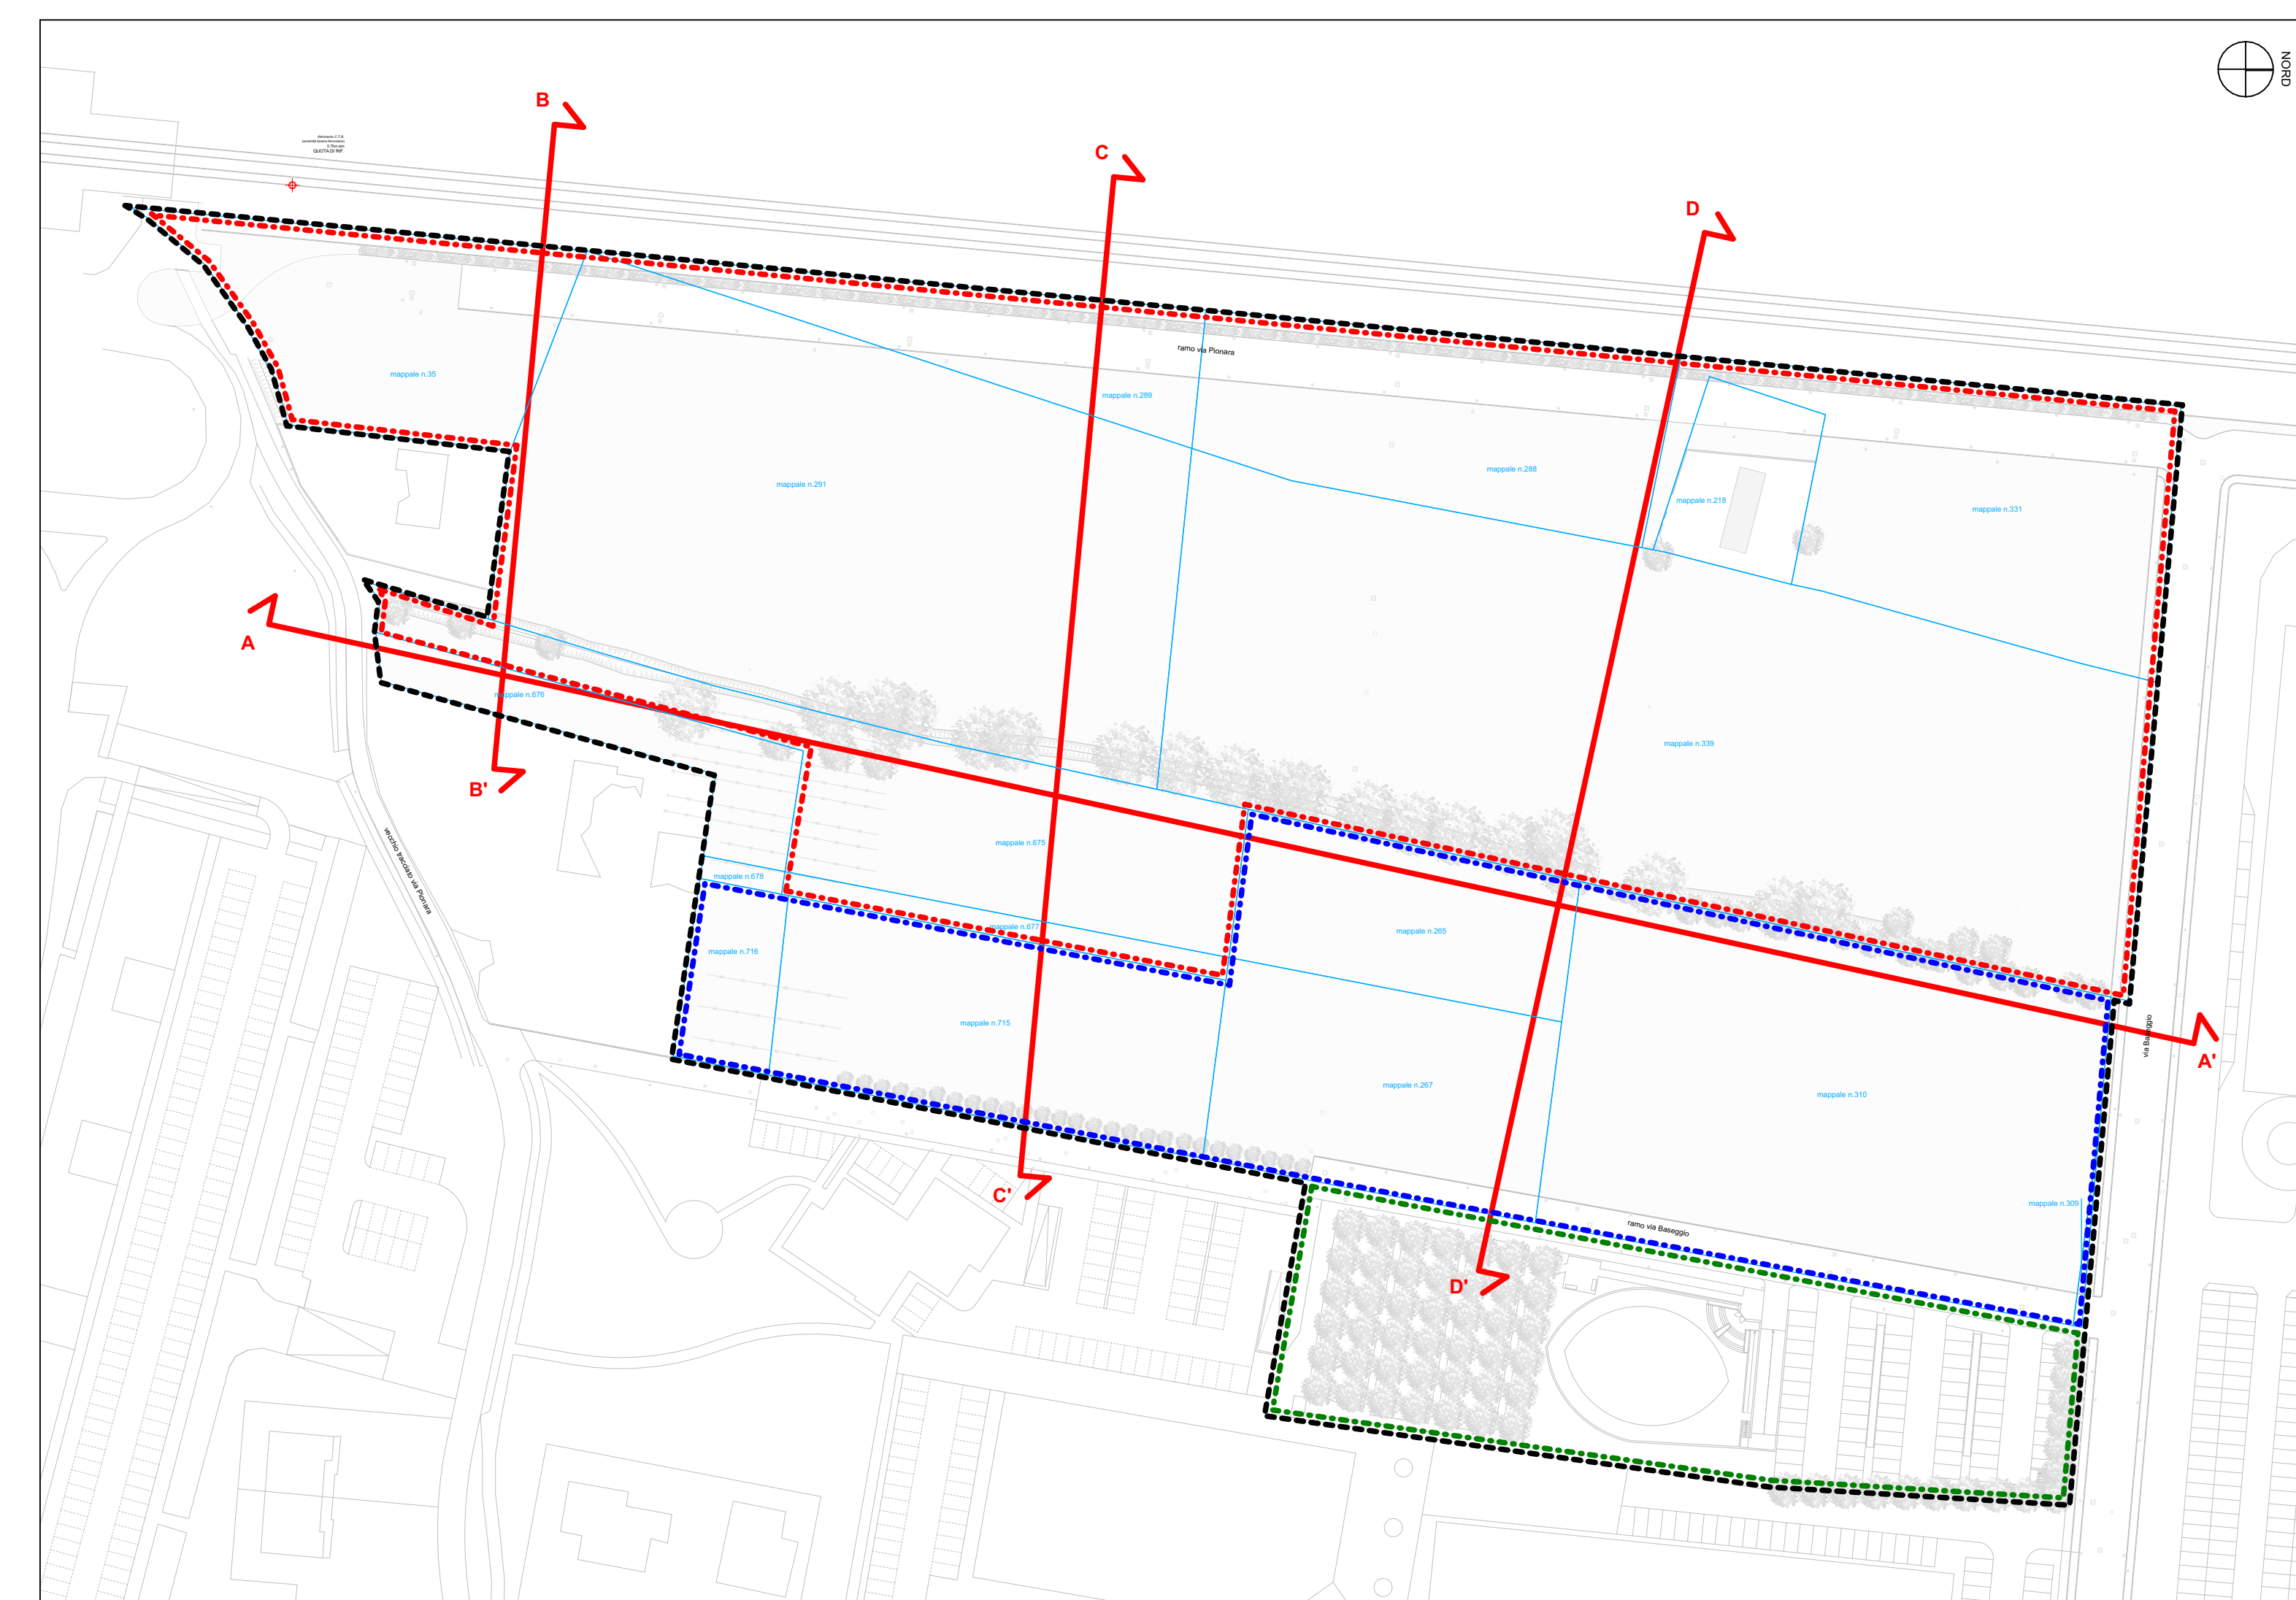 NORD
B
riferimento C.T.R.
QUOTA DI RIF.
C
D
ramo via Pionara
mappale n.35
mappale n.289
mappale n.288
mappale n.291
mappale n.218
mappale n.331
A
mappale n.676
mappale n.339
B'
vecchio tracciato via Pionara
mappale n.675
mappale n.678
mappale n.677
mappale n.265
mappale n.716
mappale n.715
via Baseggio
A'
mappale n.267
mappale n.310
C'
mappale n.309
ramo via Baseggio
D'